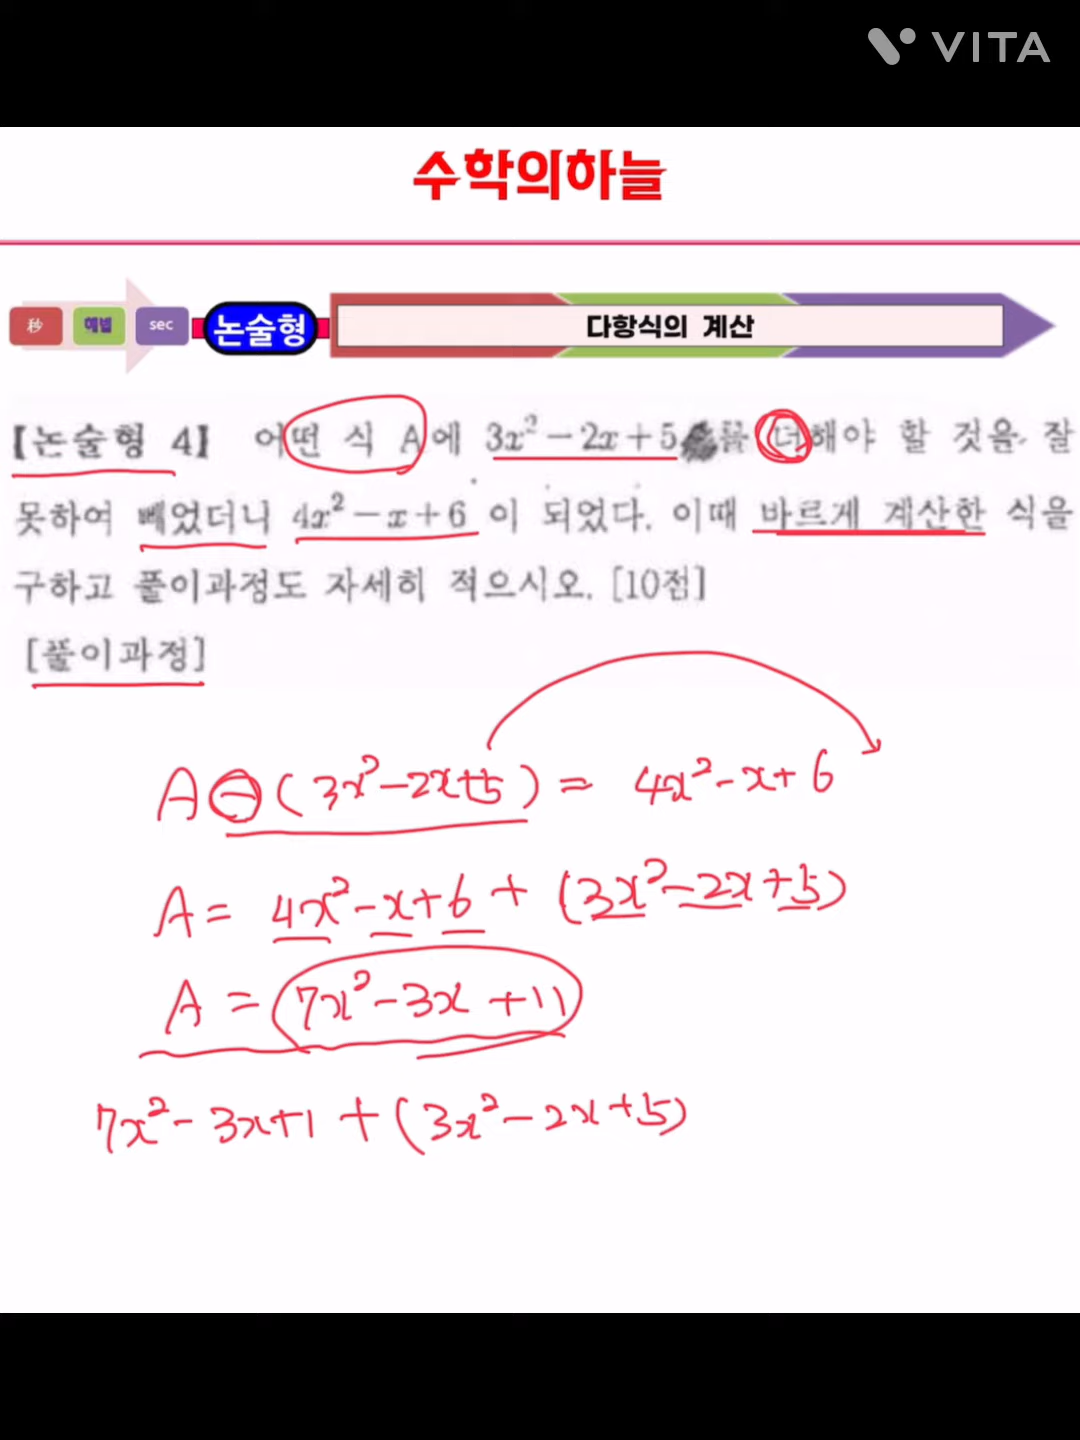 VITA
수학의하늘
秒 해법 sec 논술형 다항식의 계산
【논술형 4】 어떤 식 A에 3x²-2x+5를 더해야 할 것을 잘
못하여 빼었더니 4x²-x+6 이 되었다. 이때 바르게 계산한 식을
구하고 풀이과정도 자세히 적으시오. [10점]
[풀이과정]
A-(3x²-2x+5)= 4x²-x+6
A= 4x²-x+6+(3x²-2x+5)
A = 7x²-3x+11
7x²-3x+1+(3x²-2x+5)